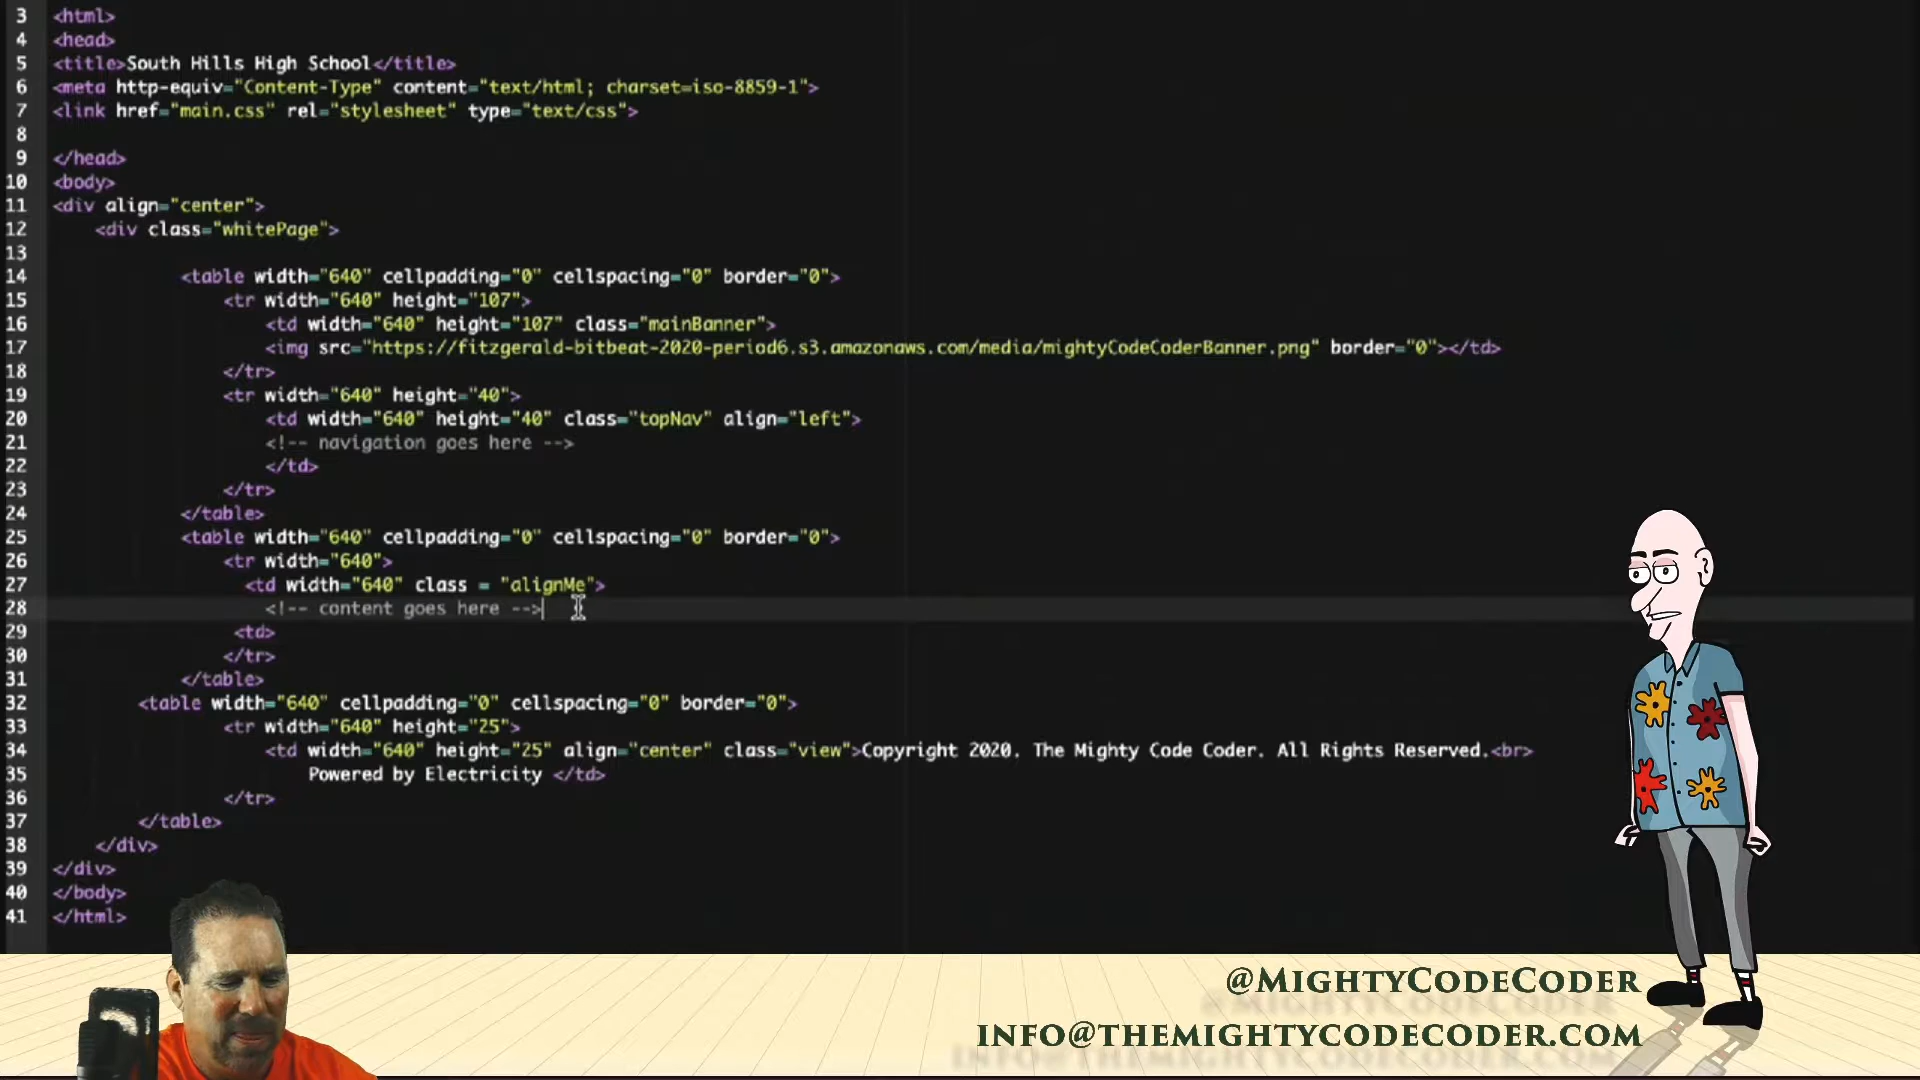 3 <html>
4 <head>
5 <title>South Hills High School</title>
6 <meta http-equiv="Content-Type" content="text/html; charset=iso-8859-1">
7 <link href="main.css" rel="stylesheet" type="text/css">
8
9 </head>
10 <body>
11 <div align="center">
12 <div class="whitePage">
13
14 <table width="640" cellpadding="0" cellspacing="0" border="0">
15 <tr width="640" height="107">
16 <td width="640" height="107" class="mainBanner">
17 <img src="https://fitzgerald-bitbeat-2020-period6.s3.amazonaws.com/media/mightyCodeCoderBanner.png" border="0"></td>
18 </tr>
19 <tr width="640" height="40">
20 <td width="640" height="40" class="topNav" align="left">
21 <!-- navigation goes here -->
22 </td>
23 </tr>
24 </table>
25 <table width="640" cellpadding="0" cellspacing="0" border="0">
26 <tr width="640">
27 <td width="640" class = "alignMe">
28 <!-- content goes here -->
29 <td>
30 </tr>
31 </table>
32 <table width="640" cellpadding="0" cellspacing="0" border="0">
33 <tr width="640" height="25">
34 <td width="640" height="25" align="center" class="view">Copyright 2020. The Mighty Code Coder. All Rights Reserved.<br>
35 Powered by Electricity </td>
36 </tr>
37 </table>
38 </div>
39 </div>
40 </body>
41 </html>
@MightyCodeCoder
info@themightycodecoder.com